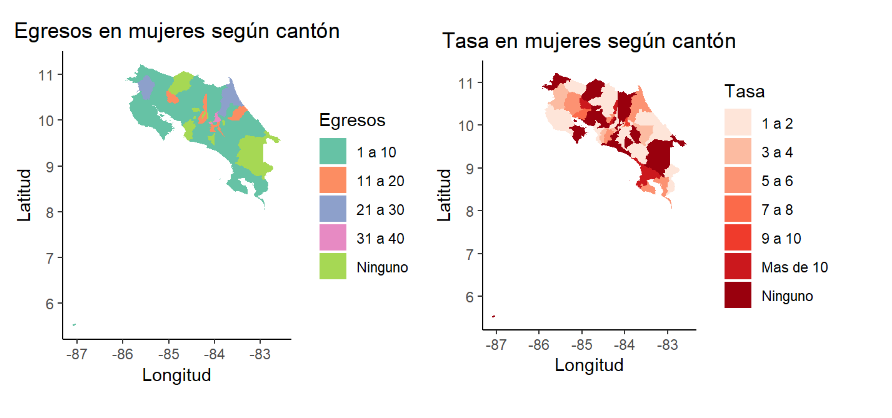 Egresos en mujeres según cantón
11
10
9
8
7
6
-87
-86
-85
-84
-83
Latitud
Longitud
Egresos
1 a 10
11 a 20
21 a 30
31 a 40
Ninguno
Tasa en mujeres según cantón
11
10
9
8
7
6
-87
-86
-85
-84
-83
Latitud
Longitud
Tasa
1 a 2
3 a 4
5 a 6
7 a 8
9 a 10
Mas de 10
Ninguno